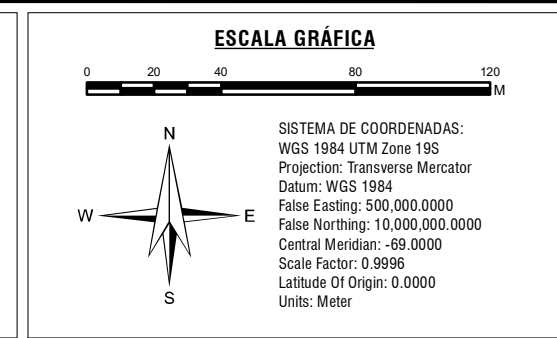 ESCALA GRÁFICA
0 20 40 80 120
M
N
W E
S
SISTEMA DE COORDENADAS:
WGS 1984 UTM Zone 19S
Projection: Transverse Mercator
Datum: WGS 1984
False Easting: 500,000.0000
False Northing: 10,000,000.0000
Central Meridian: -69.0000
Scale Factor: 0.9996
Latitude Of Origin: 0.0000
Units: Meter